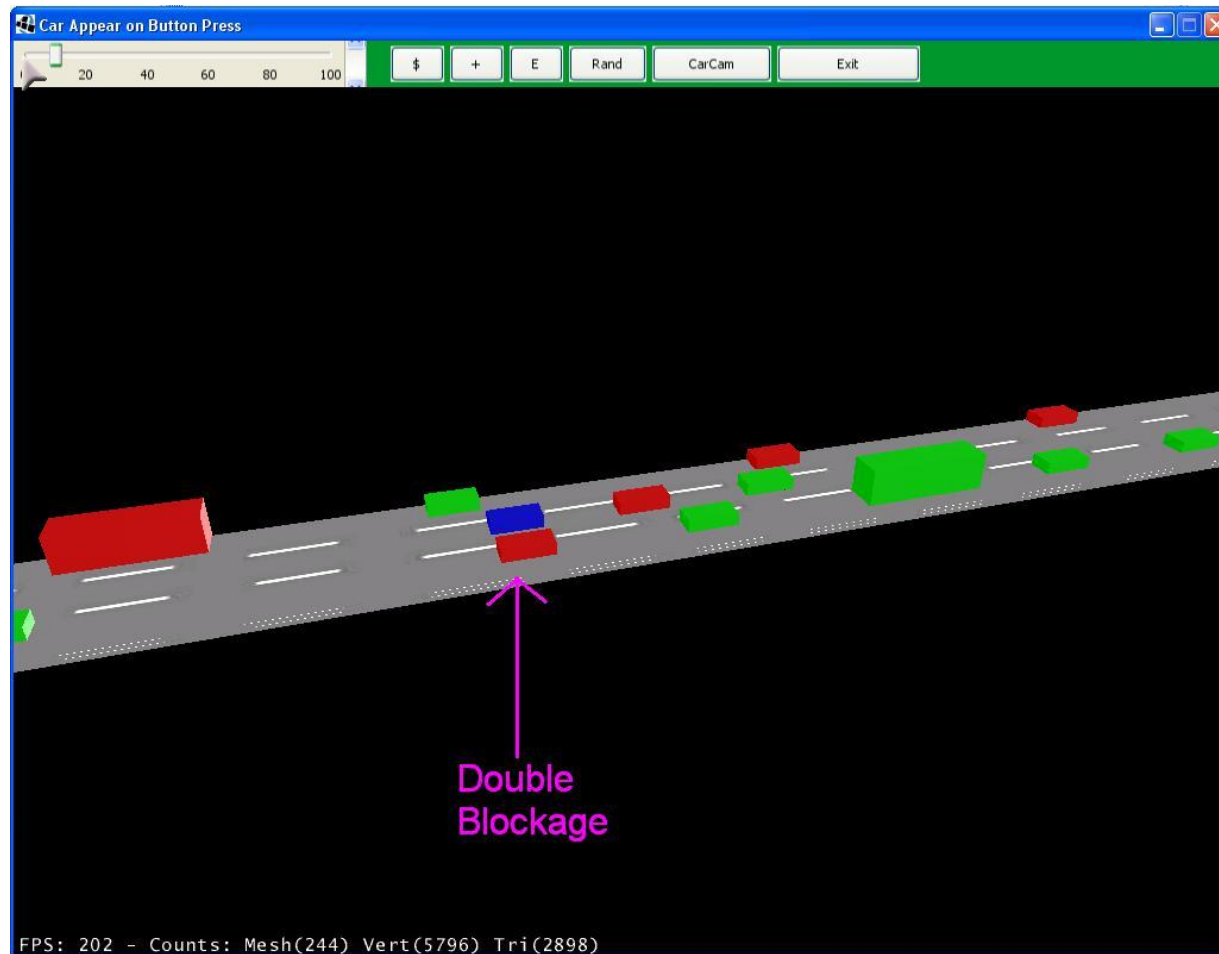 Car Appear on Button Press
20 40 60 80 100
$ + E Rand CarCam Exit
Double
Blockage
FPS: 202 - Counts: Mesh(244) Vert(5796) Tri(2898)